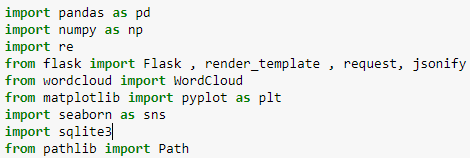 import pandas as pd
import numpy as np
import re
from flask import Flask , render_template , request, jsonify
from wordcloud import WordCloud
from matplotlib import pyplot as plt
import seaborn as sns
import sqlite3
from pathlib import Path